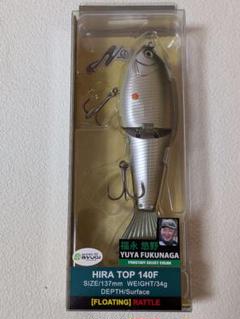 福永 悠野
YUYA FUKUNAGA
HIRA TOP 140F
SIZE/137mm WEIGHT/34g
DEPTH/Surface
[FLOATING] RATTLE